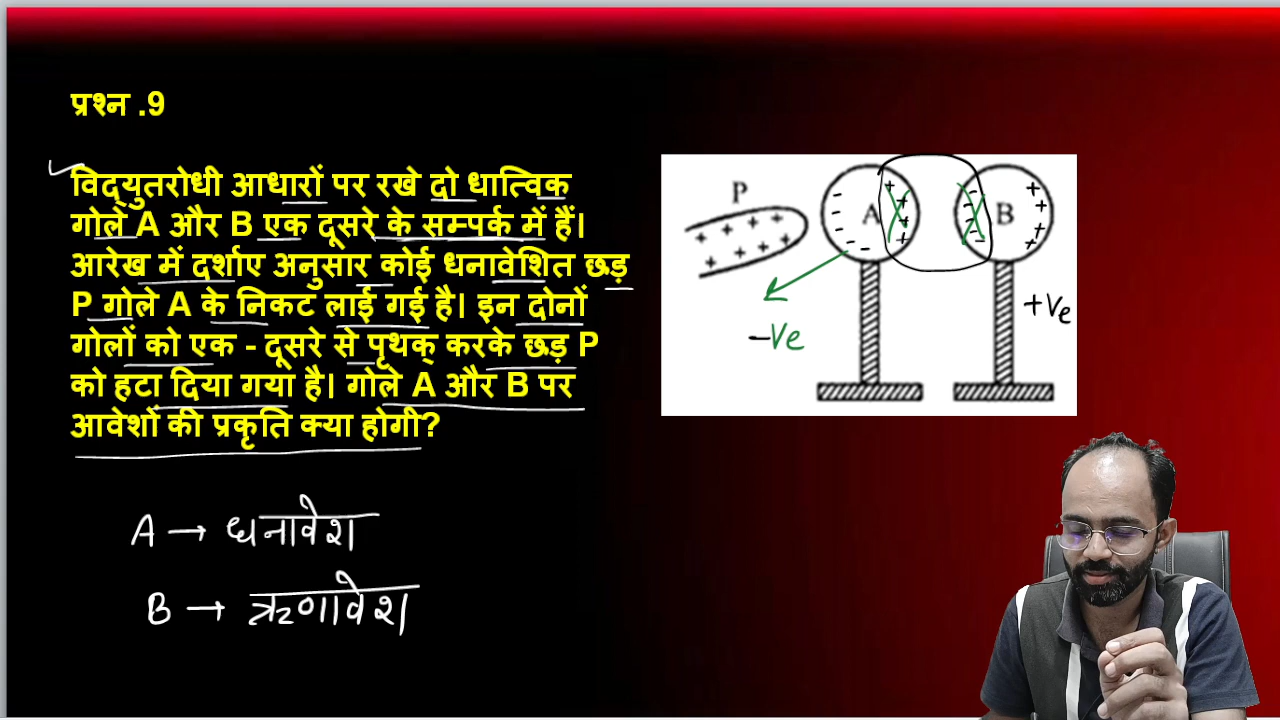 प्रश्न .9
विद्युतरोधी आधारों पर रखे दो धात्विक
गोले A और B एक दूसरे के सम्पर्क में हैं।
आरेख में दर्शाए अनुसार कोई धनावेशित छड़
P गोले A के निकट लाई गई है। इन दोनों
गोलों को एक - दूसरे से पृथक् करके छड़ P
को हटा दिया गया है। गोले A और B पर
आवेशों की प्रकृति क्या होगी?
P
A
B
-Ve
+Ve
A → धनावेश
B → ऋणावेश